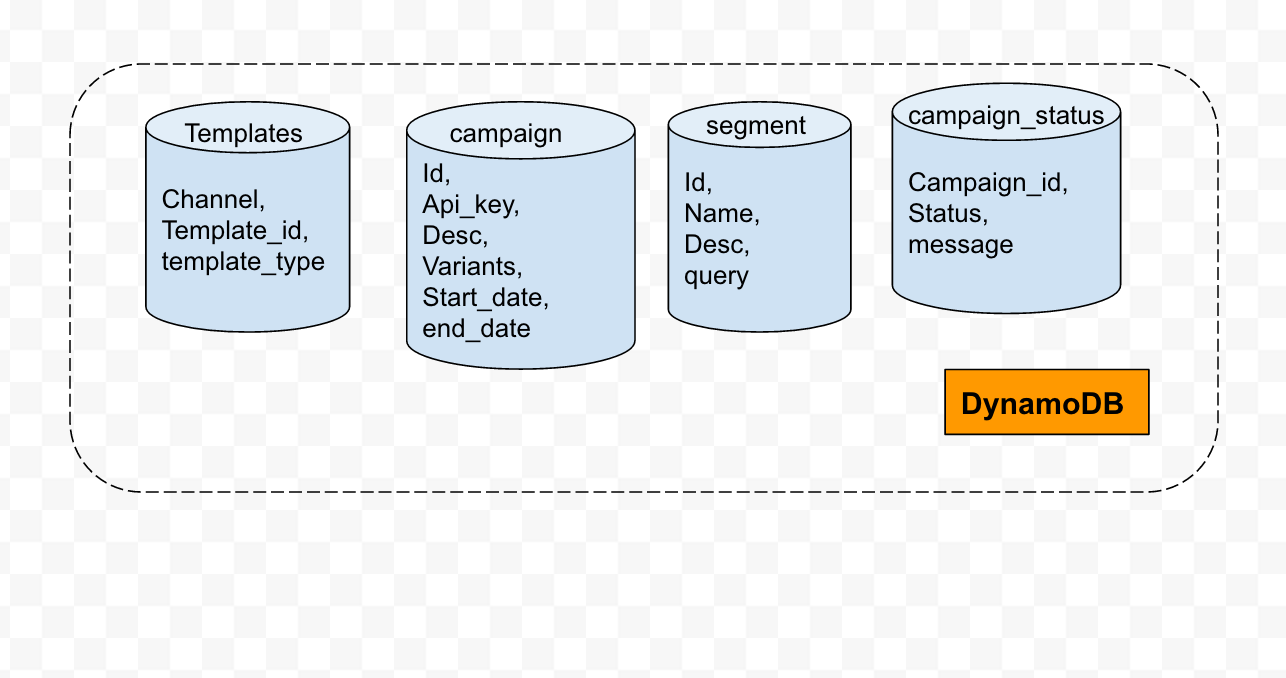 Templates
Channel,
Template_id,
template_type
campaign
Id,
Api_key,
Desc,
Variants,
Start_date,
end_date
segment
Id,
Name,
Desc,
query
campaign_status
Campaign_id,
Status,
message
DynamoDB